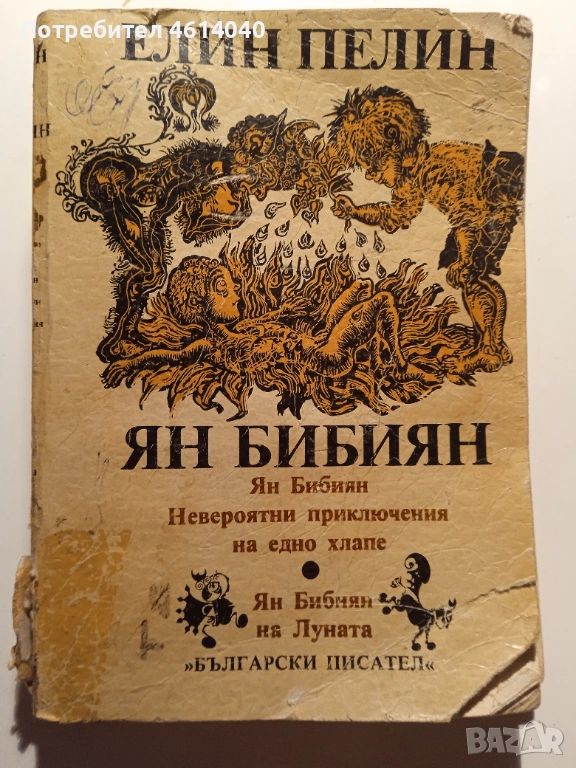 Потребител 4614040
ЕЛИН ПЕЛИН
ЯН БИБИЯН
Ян Бибиян
Невероятни приключения
на едно хлапе
Ян Бибиян
на Луната
»БЪЛГАРСКИ ПИСАТЕЛ«
BAZAR